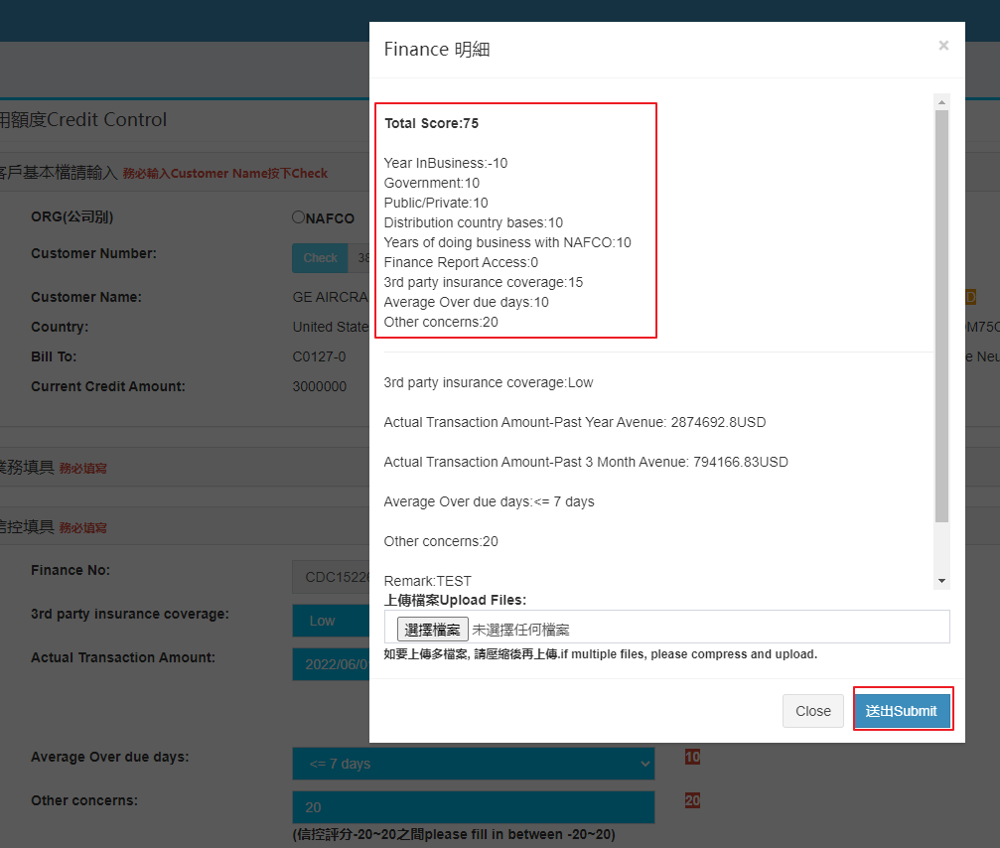 Finance 明細
×
Total Score:75
Year InBusiness:-10
Government:10
Public/Private:10
Distribution country bases:10
Years of doing business with NAFCO:10
Finance Report Access:0
3rd party insurance coverage:15
Average Over due days:10
Other concerns:20
3rd party insurance coverage:Low
Actual Transaction Amount-Past Year Avenue: 2874692.8USD
Actual Transaction Amount-Past 3 Month Avenue: 794166.83USD
Average Over due days:<= 7 days
Other concerns:20
Remark:TEST
上傳檔案Upload Files:
選擇檔案 未選擇任何檔案
如要上傳多檔案, 請壓縮後再上傳.if multiple files, please compress and upload.
Close 送出Submit
用額度Credit Control
客戶基本檔請輸入 務必輸入Customer Name按下Check
ORG(公司別) NAFCO
Customer Number: Check 38
Customer Name: GE AIRCRA
Country: United State
Bill To: C0127-0
Current Credit Amount: 3000000
業務填具 務必填寫
信控填具 務必填寫
Finance No: CDC15226
3rd party insurance coverage: Low
Actual Transaction Amount: 2022/06/0
Average Over due days: <= 7 days 10
Other concerns: 20 20
(信控評分-20~20之間please fill in between -20~20)